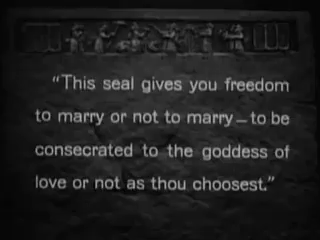 “This seal gives you freedom
to marry or not to marry—to be
consecrated to the goddess of
love or not as thou choosest.”